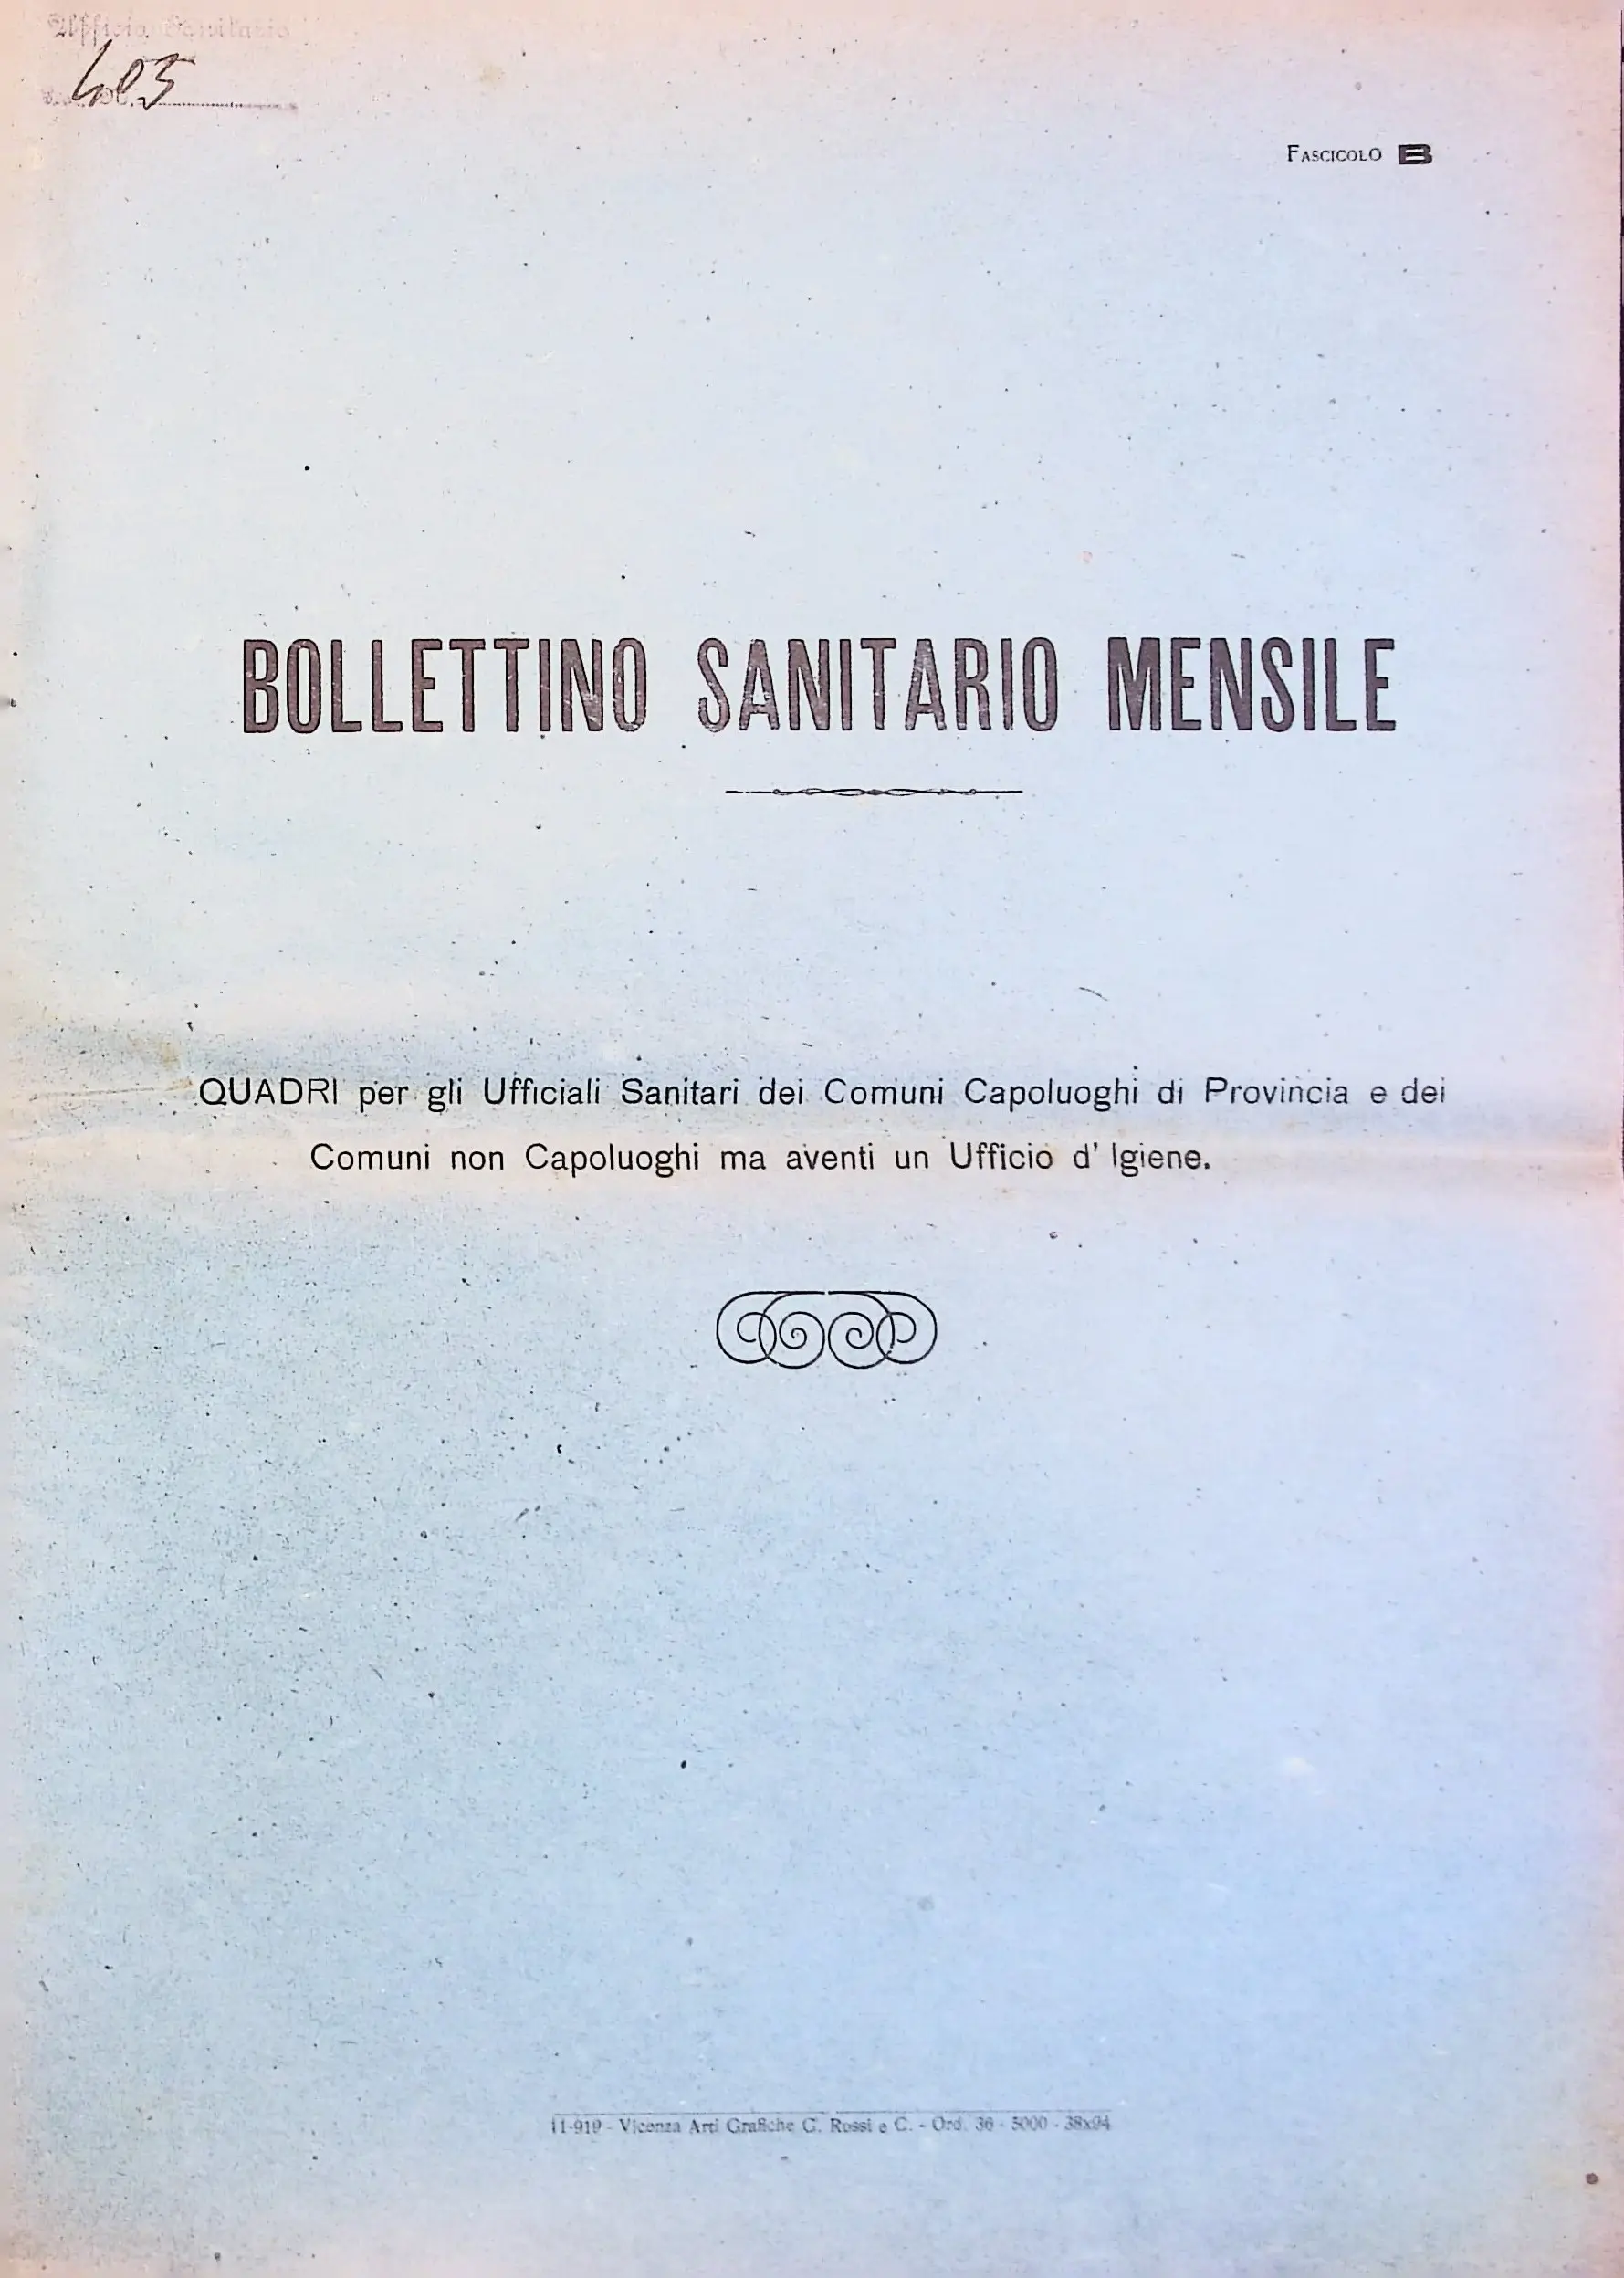 Ufficio Sanitario
405
FASCICOLO B
BOLLETTINO SANITARIO MENSILE
QUADRI per gli Ufficiali Sanitari dei Comuni Capoluoghi di Provincia e dei
Comuni non Capoluoghi ma aventi un Ufficio d' Igiene.
11-919 - Vicenza Arti Grafiche G. Rossi e C. - Ord. 36 - 5000 - 38x94